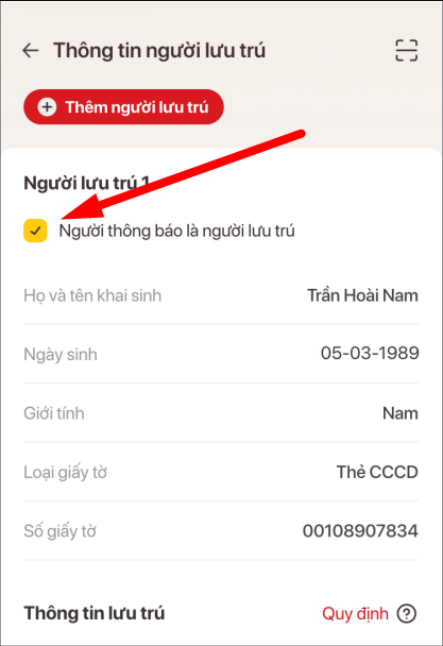 Thông tin người lưu trú
Thêm người lưu trú
Người lưu trú 1
Người thông báo là người lưu trú
Họ và tên khai sinh Trần Hoài Nam
Ngày sinh 05-03-1989
Giới tính Nam
Loại giấy tờ Thẻ CCCD
Số giấy tờ 00108907834
Thông tin lưu trú Quy định